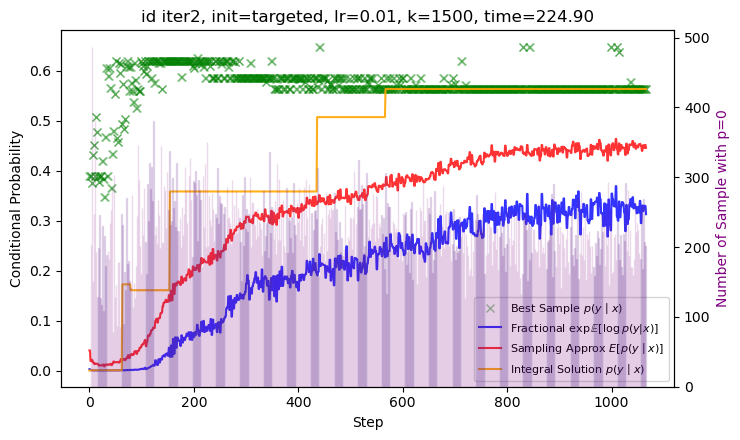 id iter2, init=targeted, lr=0.01, k=1500, time=224.90
Conditional Probability
0.6
0.5
0.4
0.3
0.2
0.1
0.0
500
400
300
200
100
0
Number of Sample with p=0
Best Sample p(y | x)
Fractional exp𝔼[log p(y|x)]
Sampling Approx E[p(y | x)]
Integral Solution p(y | x)
0 200 400 600 800 1000
Step